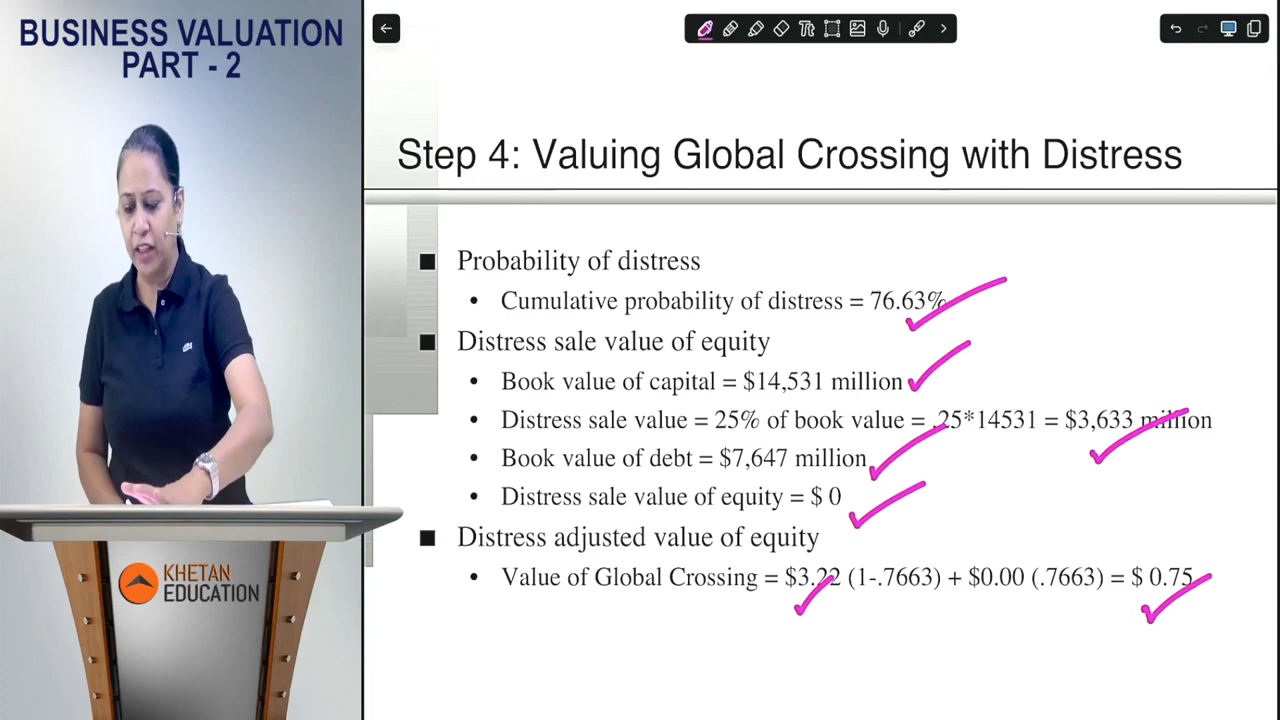 BUSINESS VALUATION
PART - 2
Step 4: Valuing Global Crossing with Distress
■ Probability of distress
• Cumulative probability of distress = 76.63%
■ Distress sale value of equity
• Book value of capital = $14,531 million
• Distress sale value = 25% of book value = .25*14531 = $3,633 million
• Book value of debt = $7,647 million
• Distress sale value of equity = $ 0
■ Distress adjusted value of equity
• Value of Global Crossing = $3.22 (1-.7663) + $0.00 (.7663) = $ 0.75
KHETAN
EDUCATION